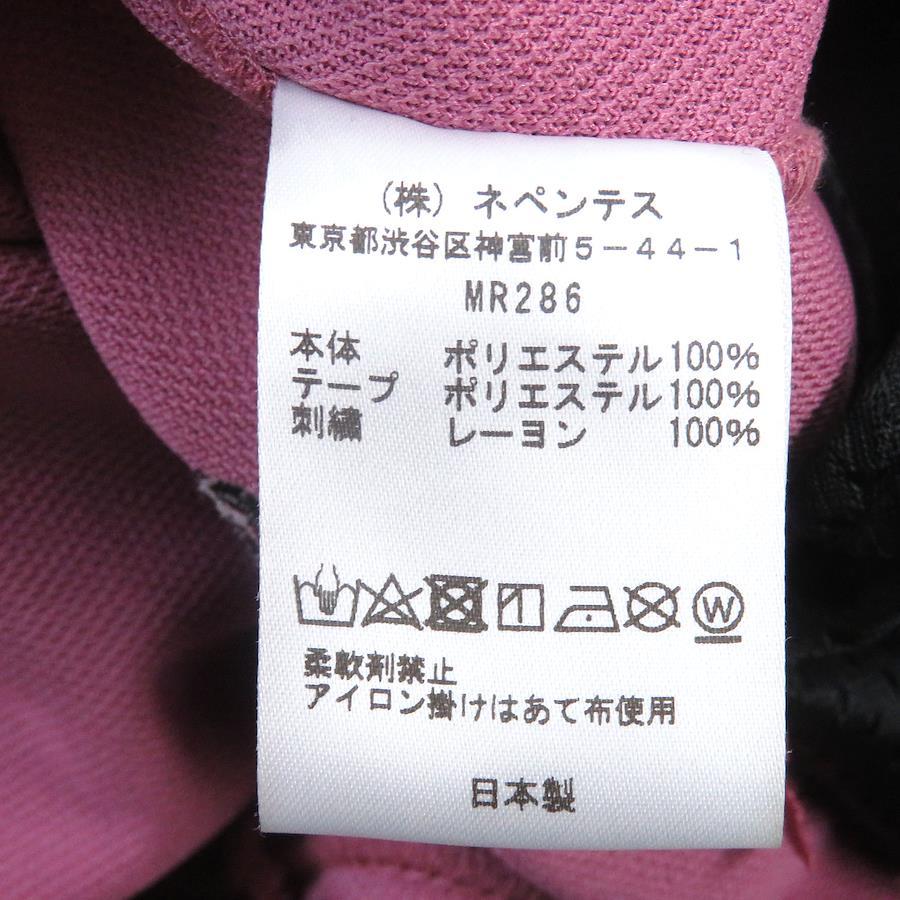 (株) ネペンテス
東京都渋谷区神宮前5-44-1
MR286
本体 ポリエステル100%
テープ ポリエステル100%
刺繍 レーヨン 100%
W
柔軟剤禁止
アイロン掛けはあて布使用
日本製